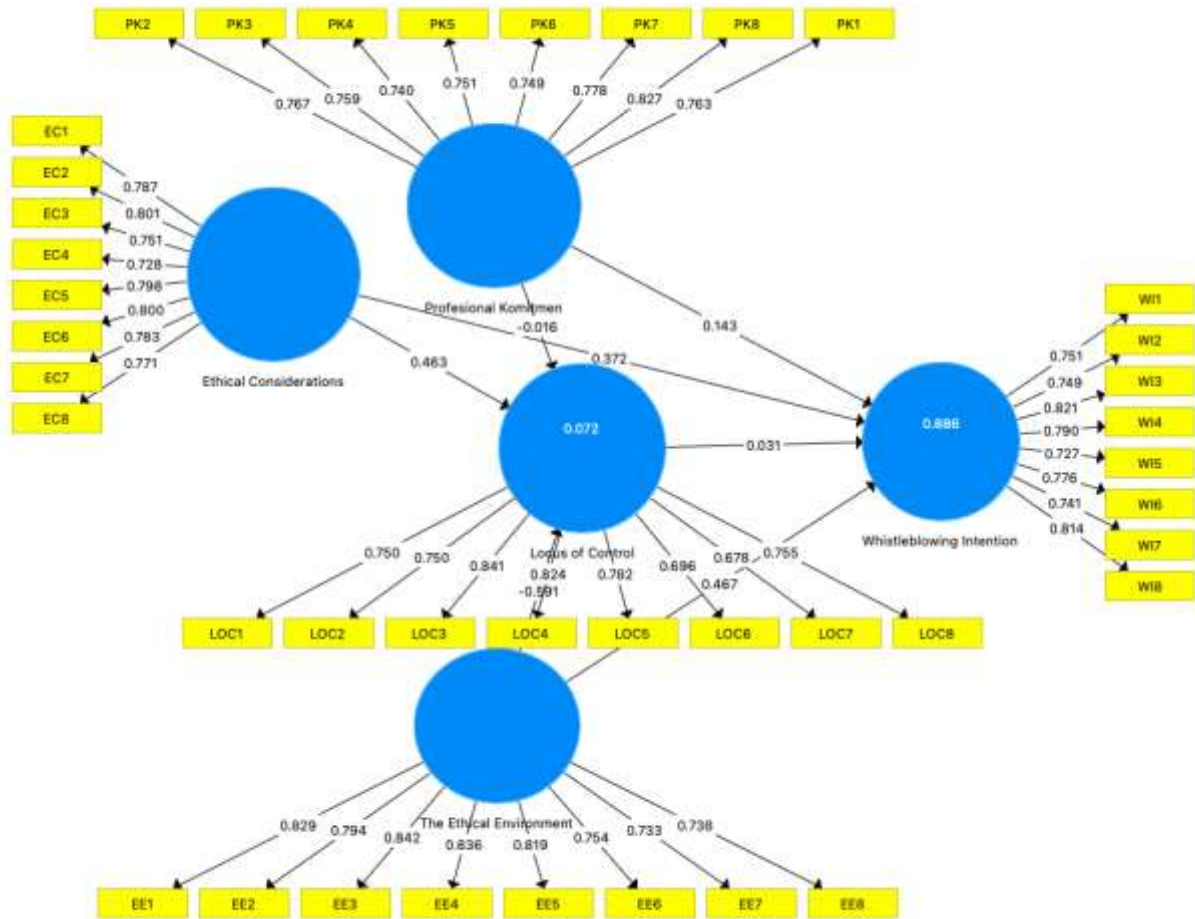 PK2 PK3 PK4 PK5 PK6 PK7 PK8 PK1
0.767 0.759 0.740 0.751 0.749 0.778 0.827 0.763
EC1
EC2
EC3
EC4
EC5
EC6
EC7
EC8
0.787
0.801
0.751
0.728
0.798
0.800
0.783
0.771
Ethical Considerations
Profesional Komitmen
-0.016
0.143
0.372
0.463
0.072
0.031
0.886
WI1
WI2
WI3
WI4
WI5
WI6
WI7
WI8
0.751
0.749
0.821
0.790
0.727
0.776
0.741
0.814
Whistleblowing Intention
Locus of Control
0.750 0.750 0.841 0.824 0.782 0.696 0.678 0.755
-0.591
0.467
LOC1 LOC2 LOC3 LOC4 LOC5 LOC6 LOC7 LOC8
The Ethical Environment
0.829 0.794 0.842 0.836 0.819 0.754 0.733 0.738
EE1 EE2 EE3 EE4 EE5 EE6 EE7 EE8